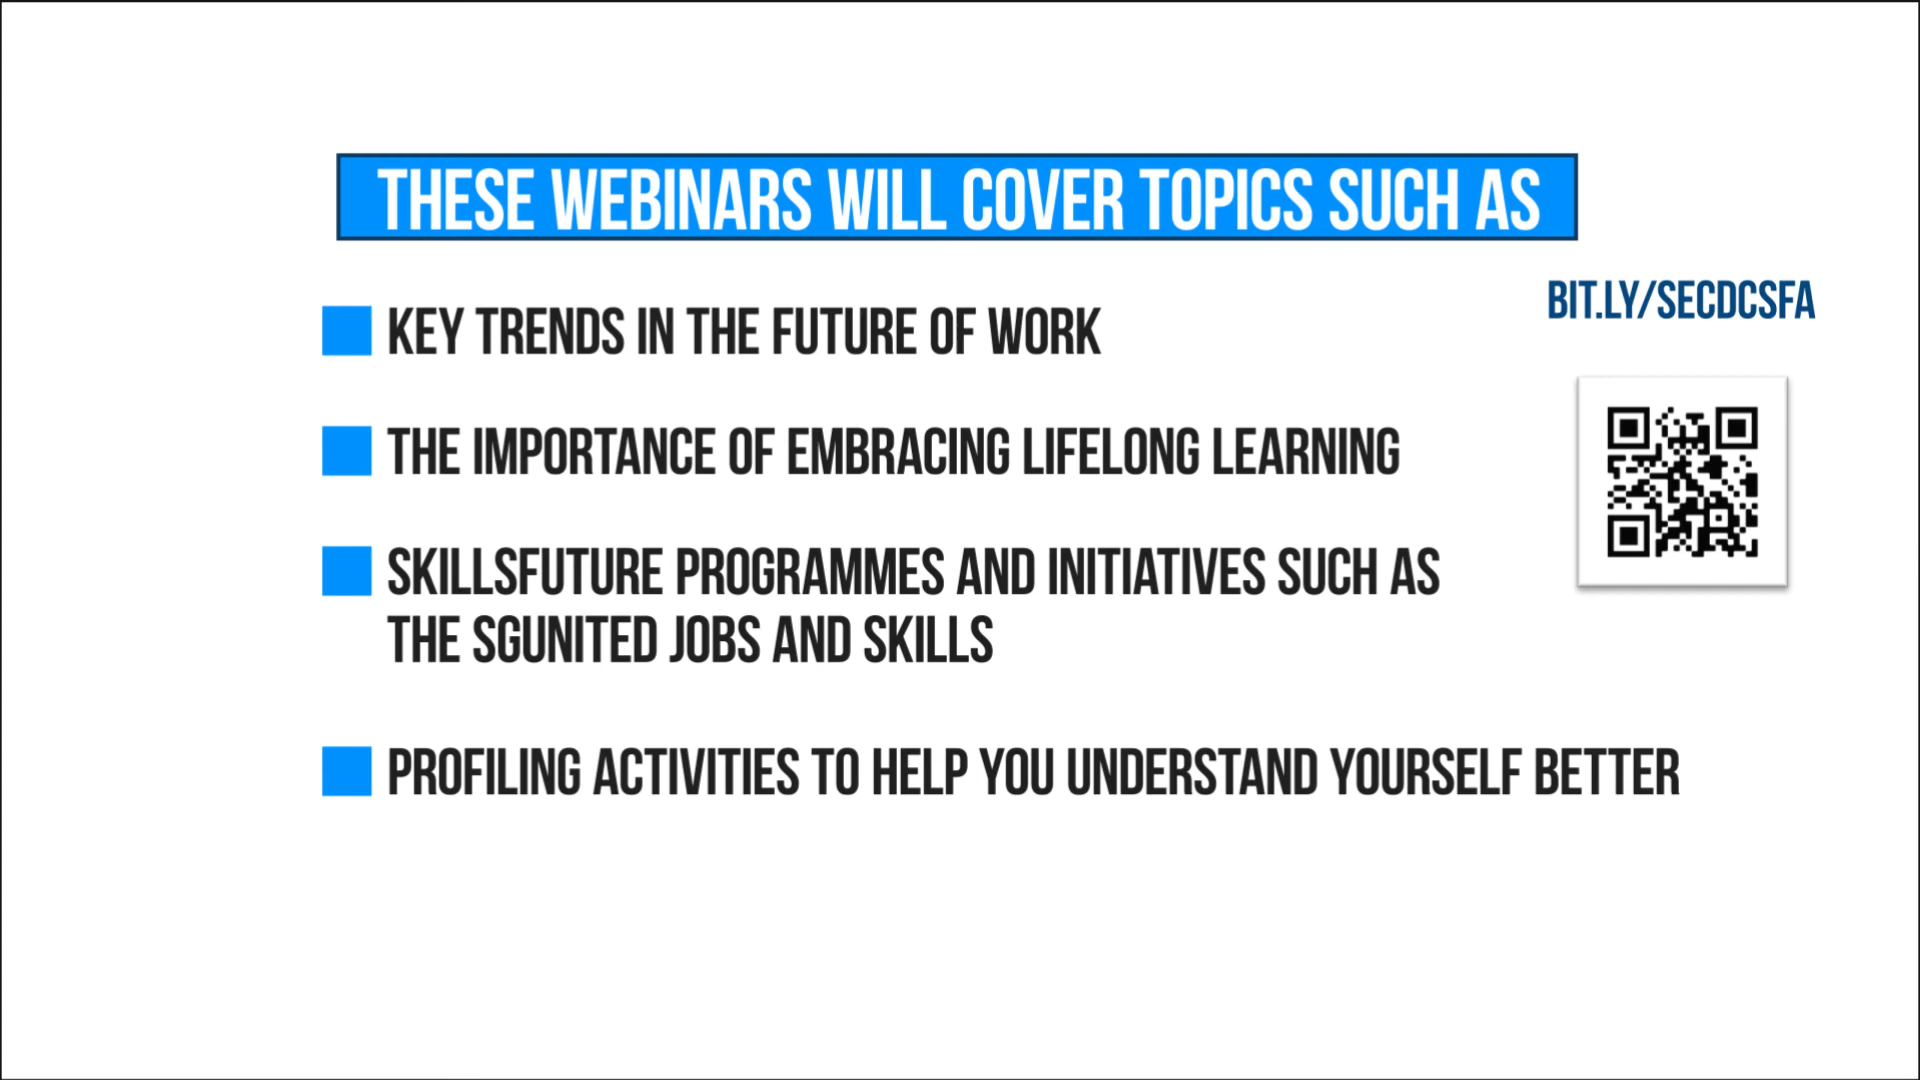 THESE WEBINARS WILL COVER TOPICS SUCH AS
BIT.LY/SECDCSFA
KEY TRENDS IN THE FUTURE OF WORK
THE IMPORTANCE OF EMBRACING LIFELONG LEARNING
SKILLSFUTURE PROGRAMMES AND INITIATIVES SUCH AS
THE SGUNITED JOBS AND SKILLS
PROFILING ACTIVITIES TO HELP YOU UNDERSTAND YOURSELF BETTER